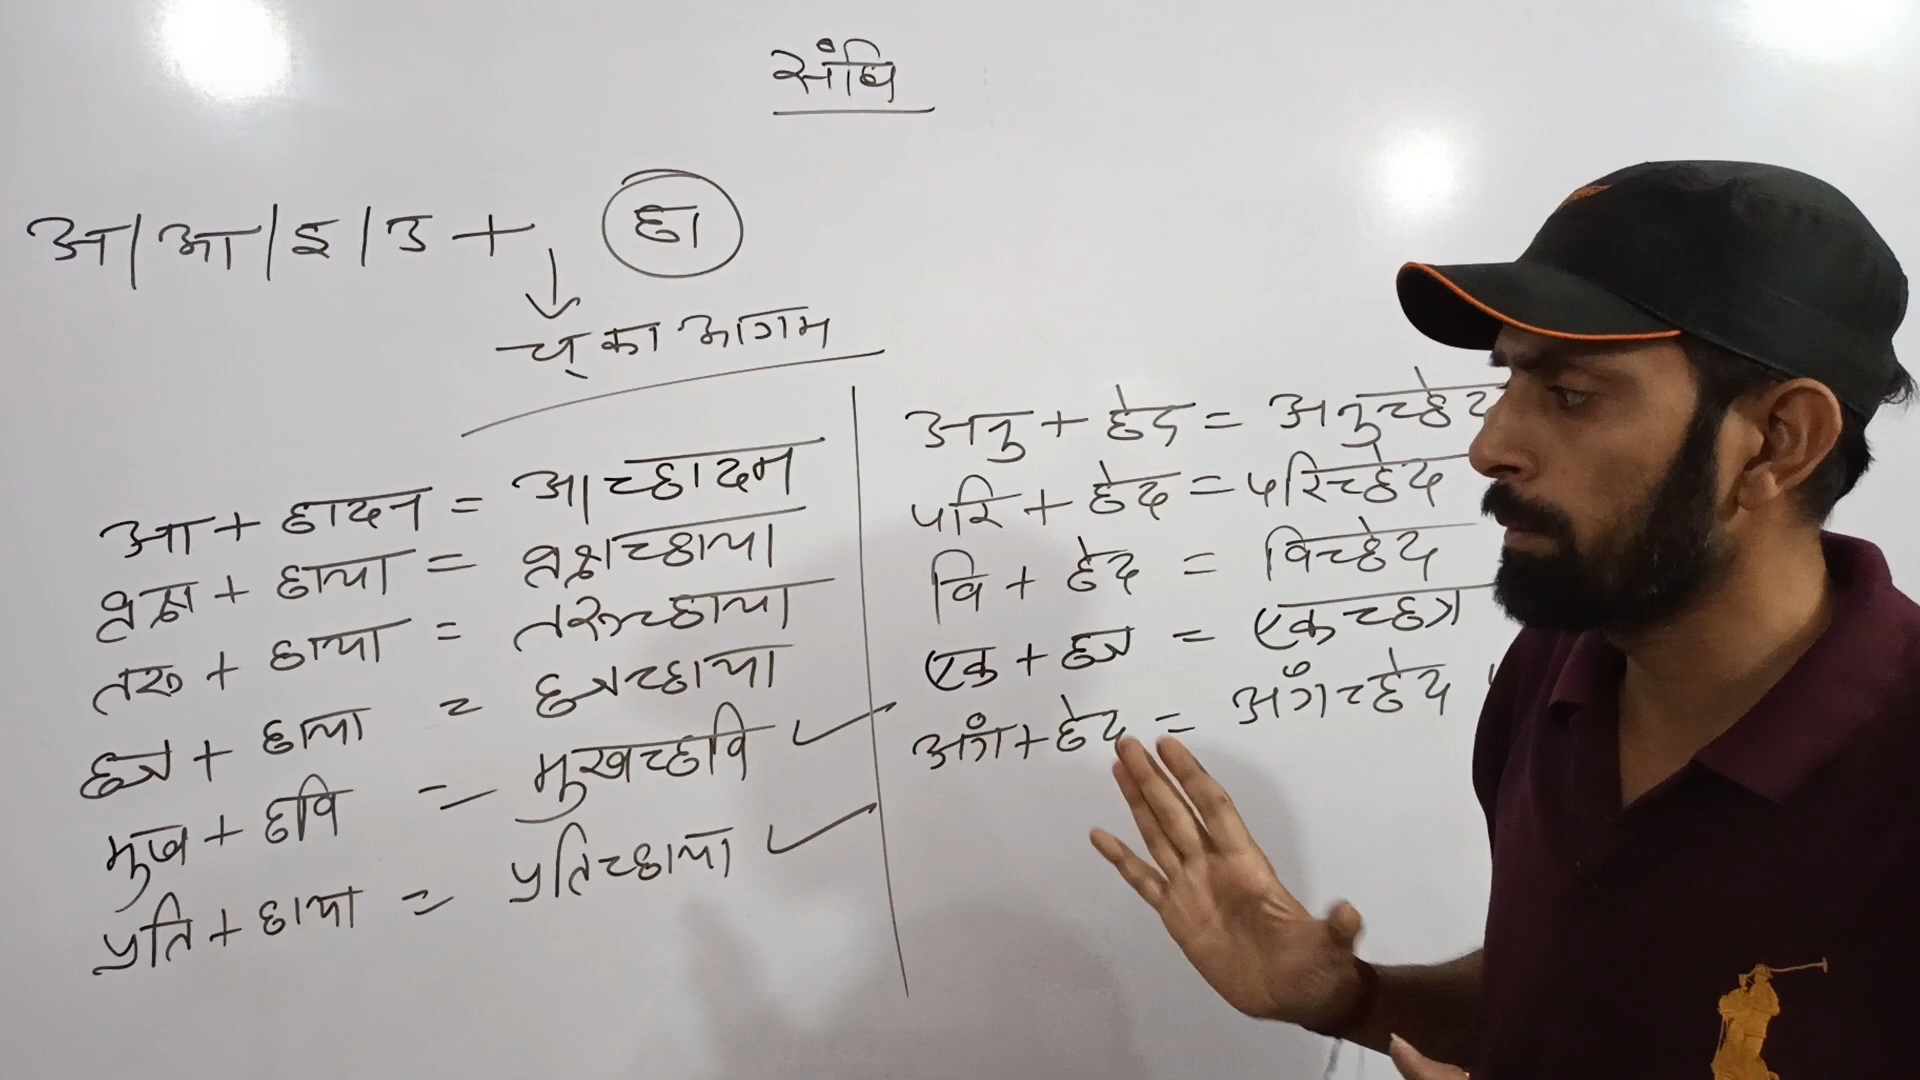 संधि
अ/आ/इ/उ + छ
↓
च् का आगम
आ + छादन = आच्छादन
वृक्ष + छाया = वृक्षच्छाया
तरु + छाया = तरुच्छाया
छत्र + छाया = छत्रच्छाया
मुख + छवि = मुखच्छवि
प्रति + छाया = प्रतिच्छाया
अनु + छेद = अनुच्छेद
परि + छेद = परिच्छेद
वि + छेद = विच्छेद
एक + छत्र = एकच्छत्र
अंग + छेद = अंगच्छेद